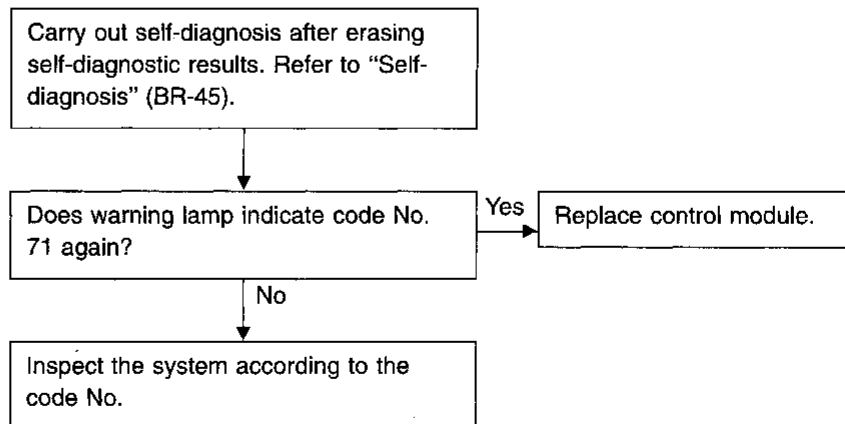 Carry out self-diagnosis after erasing
self-diagnostic results. Refer to “Self-
diagnosis” (BR-45).
Does warning lamp indicate code No.
71 again?
Yes
Replace control module.
No
Inspect the system according to the
code No.